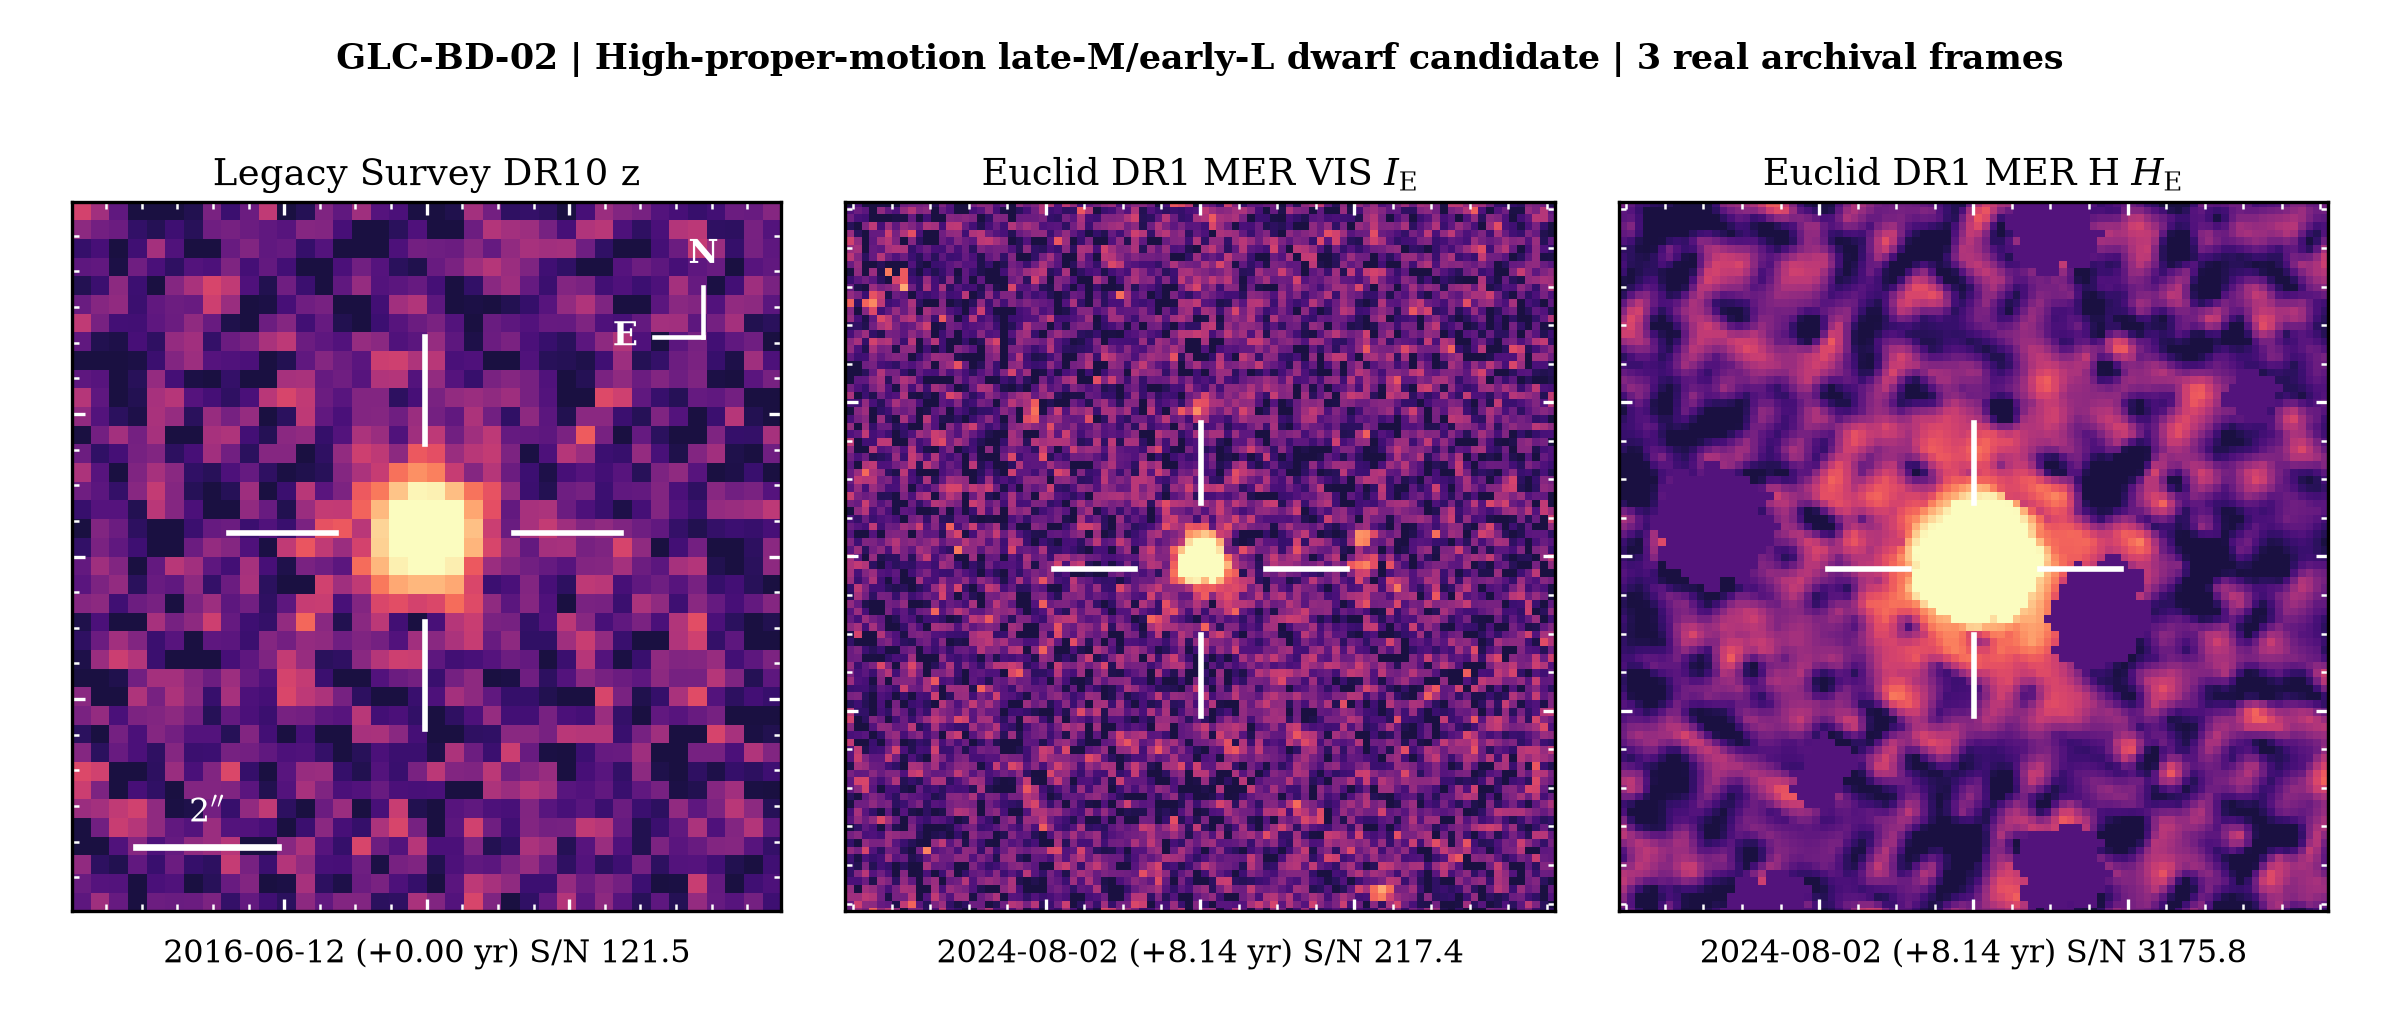 GLC-BD-02 | High-proper-motion late-M/early-L dwarf candidate | 3 real archival frames
Legacy Survey DR10 z
N
E
2″
2016-06-12 (+0.00 yr) S/N 121.5
Euclid DR1 MER VIS I_E
2024-08-02 (+8.14 yr) S/N 217.4
Euclid DR1 MER H H_E
2024-08-02 (+8.14 yr) S/N 3175.8